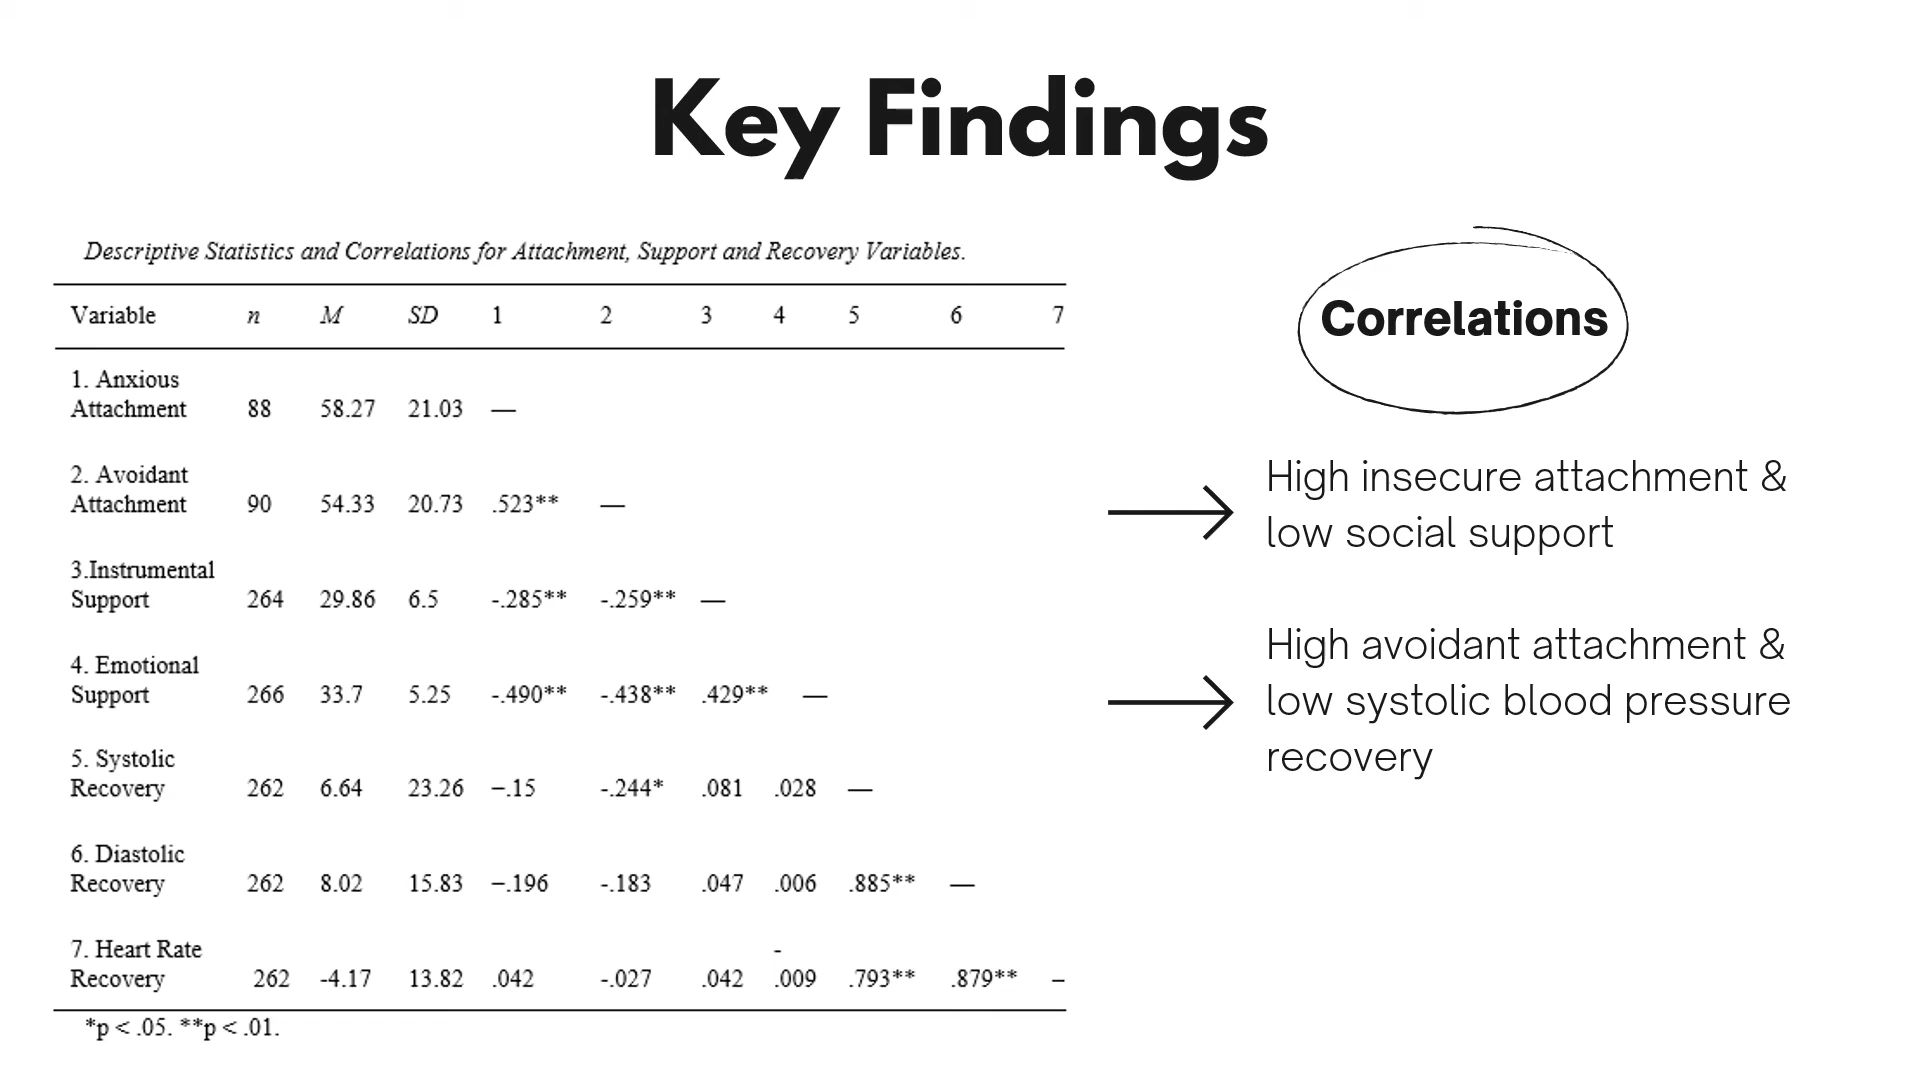 Key Findings
Descriptive Statistics and Correlations for Attachment, Support and Recovery Variables.
Variable n M SD 1 2 3 4 5 6 7
1. Anxious
Attachment 88 58.27 21.03 —
2. Avoidant
Attachment 90 54.33 20.73 .523** —
3.Instrumental
Support 264 29.86 6.5 -.285** -.259** —
4. Emotional
Support 266 33.7 5.25 -.490** -.438** .429** —
5. Systolic
Recovery 262 6.64 23.26 –.15 -.244* .081 .028 —
6. Diastolic
Recovery 262 8.02 15.83 –.196 -.183 .047 .006 .885** —
7. Heart Rate -
Recovery 262 -4.17 13.82 .042 -.027 .042 .009 .793** .879** –
*p < .05. **p < .01.
Correlations
High insecure attachment &
low social support
High avoidant attachment &
low systolic blood pressure
recovery